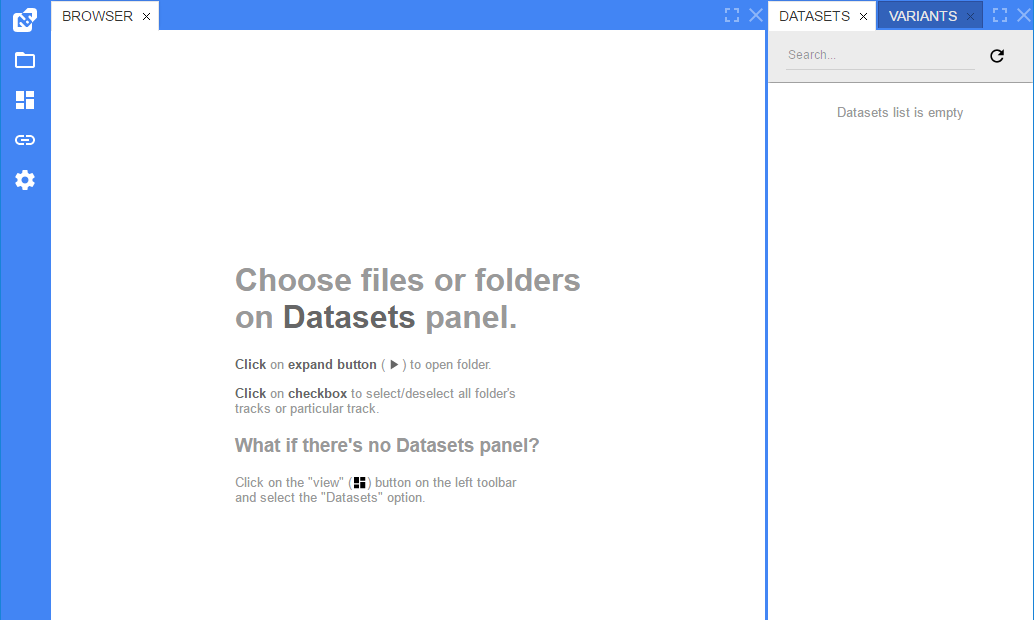 BROWSER
DATASETS
VARIANTS
Search...
Datasets list is empty
Choose files or folders
on Datasets panel.
Click on expand button ( ) to open folder.
Click on checkbox to select/deselect all folder's
tracks or particular track.
What if there's no Datasets panel?
Click on the "view" ( ) button on the left toolbar
and select the "Datasets" option.